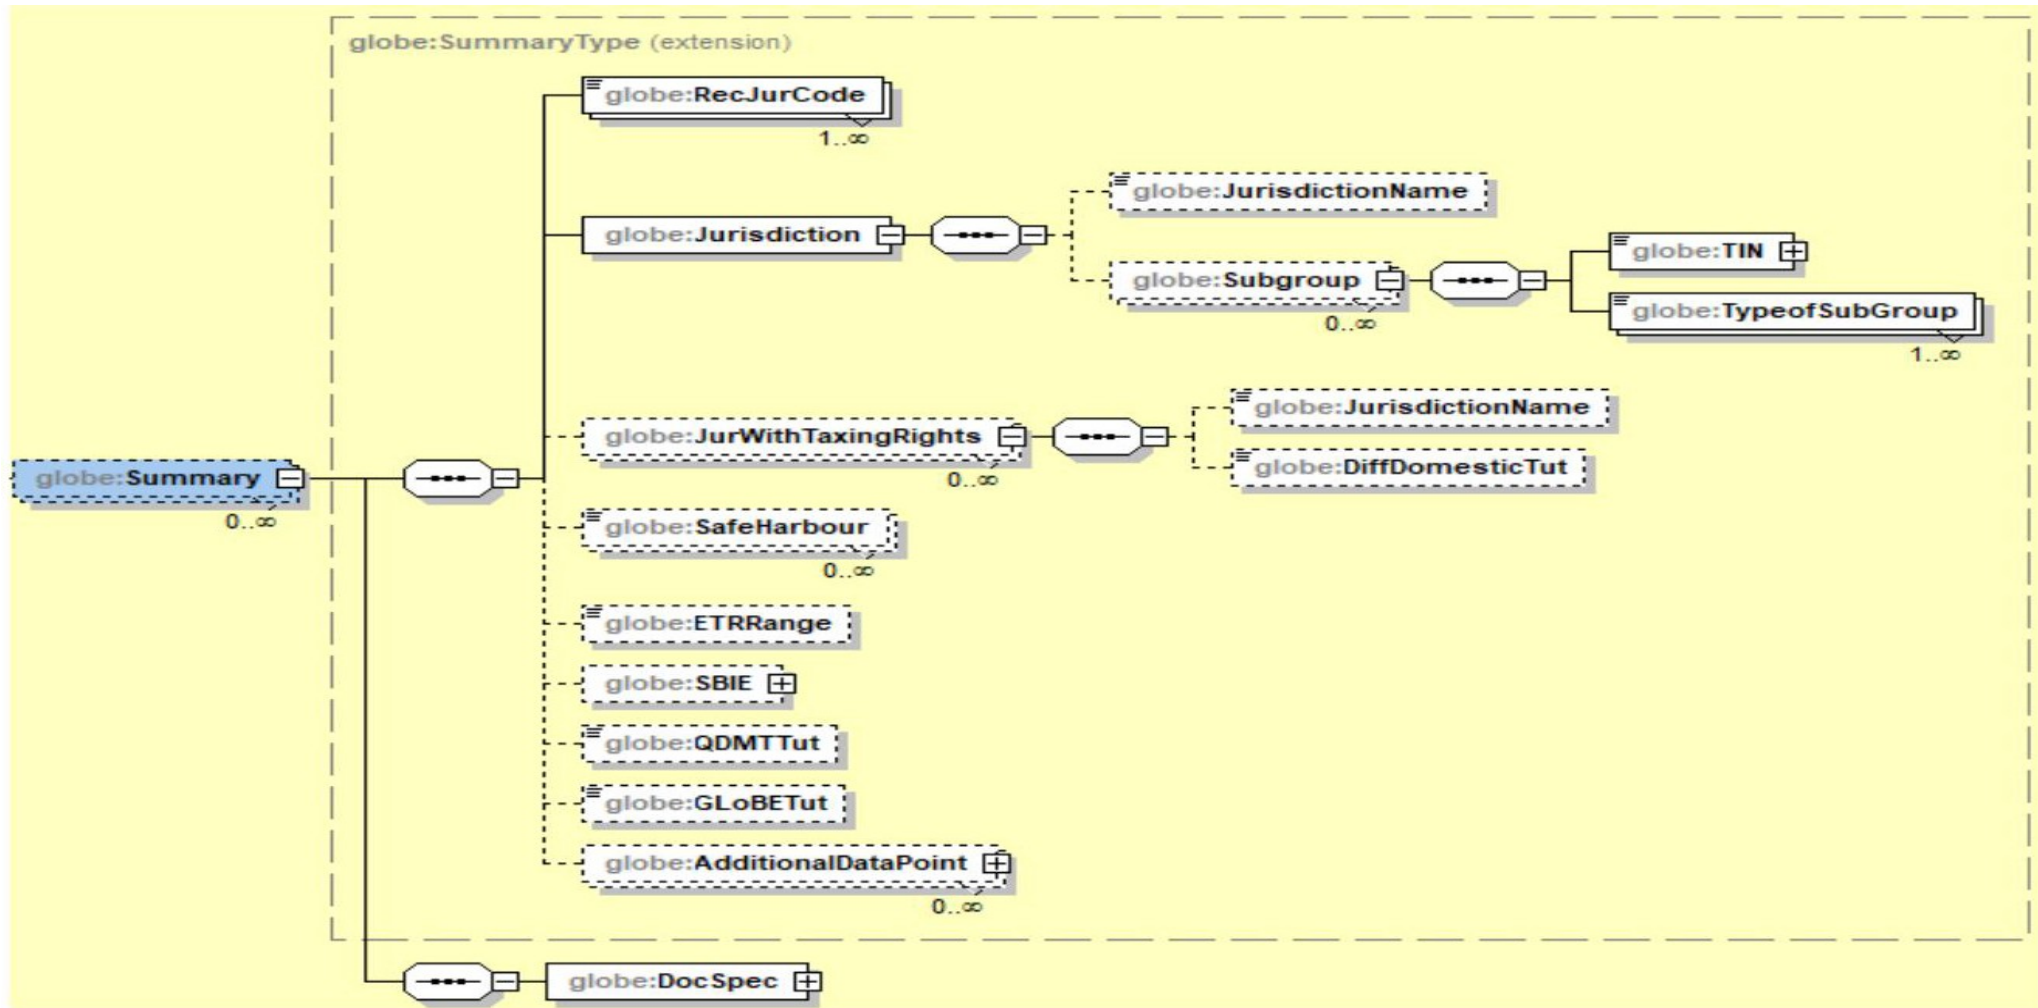 globe:SummaryType (extension)
globe:RecJurCode
1..∞
globe:JurisdictionName
globe:Jurisdiction
globe:TIN
globe:Subgroup
0..∞
globe:TypeofSubGroup
1..∞
globe:JurisdictionName
globe:JurWithTaxingRights
0..∞
globe:DiffDomesticTut
globe:Summary
0..∞
globe:SafeHarbour
0..∞
globe:ETRRange
globe:SBIE
globe:QDMTTut
globe:GLoBETut
globe:AdditionalDataPoint
0..∞
globe:DocSpec